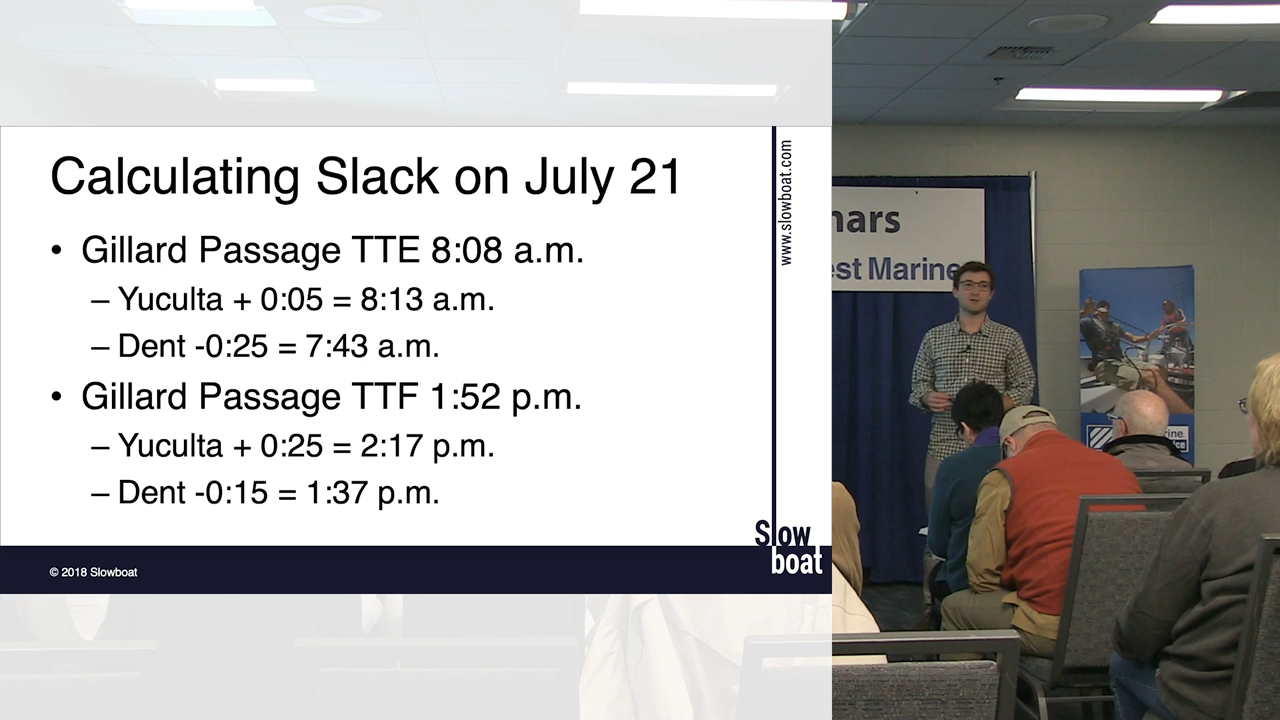 Calculating Slack on July 21
• Gillard Passage TTE 8:08 a.m.
– Yuculta + 0:05 = 8:13 a.m.
– Dent -0:25 = 7:43 a.m.
• Gillard Passage TTF 1:52 p.m.
– Yuculta + 0:25 = 2:17 p.m.
– Dent -0:15 = 1:37 p.m.
www.slowboat.com
Slow
boat
© 2018 Slowboat
nars
est Marine
rine
ice